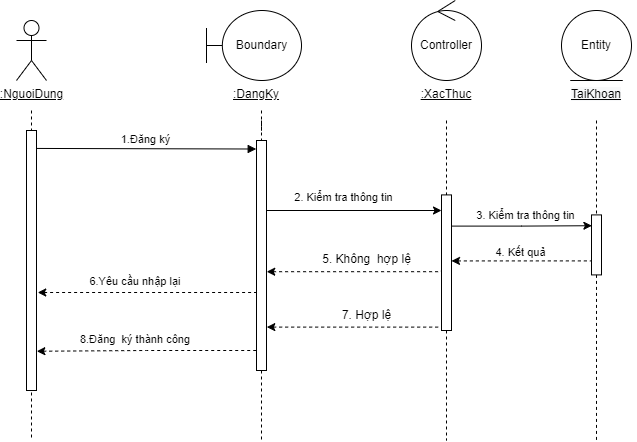 Boundary
Controller
Entity
:NguoiDung
:DangKy
:XacThuc
TaiKhoan
1.Đăng ký
2. Kiểm tra thông tin
3. Kiểm tra thông tin
4. Kết quả
5. Không hợp lệ
6.Yêu cầu nhập lại
7. Hợp lệ
8.Đăng ký thành công